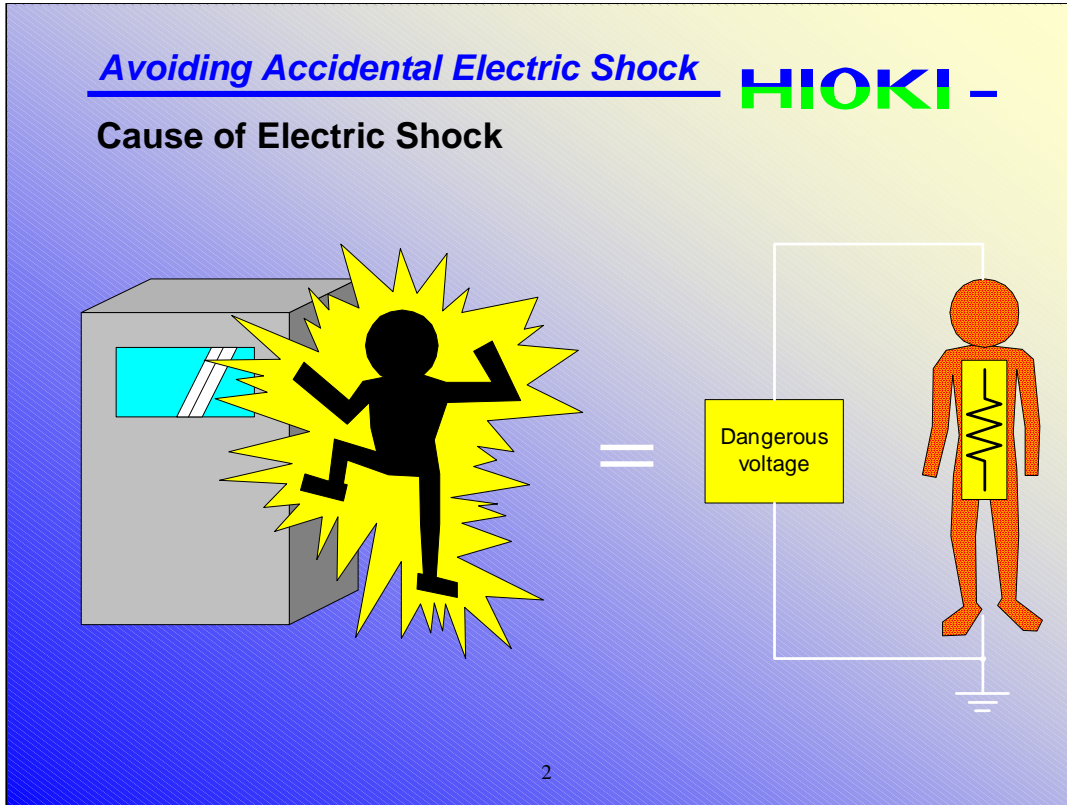 Avoiding Accidental Electric Shock
HIOKI
Cause of Electric Shock
=
Dangerous
voltage
2